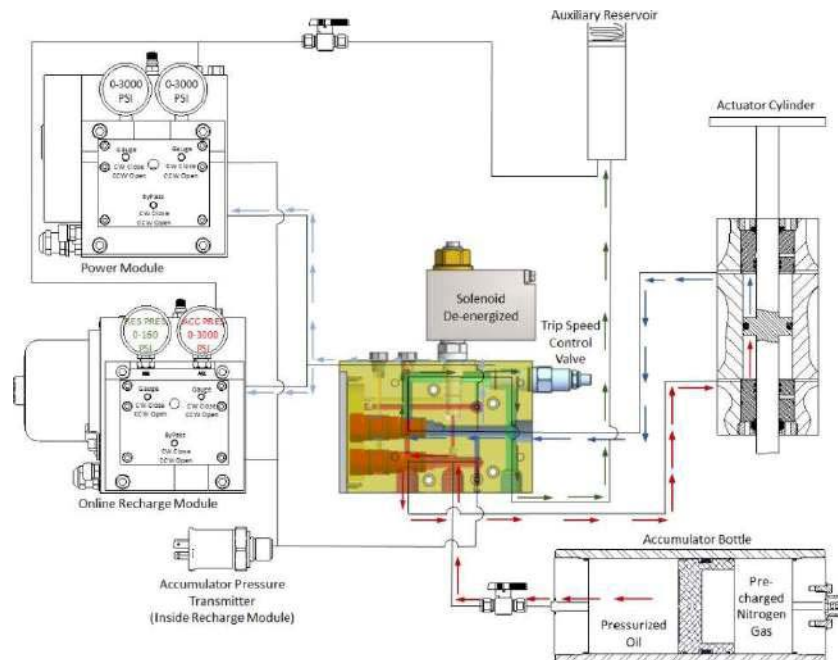 Auxiliary Reservoir
0-3000
PSI
0-3000
PSI
Actuator Cylinder
Gauge
CW Close
CCW Open
Gauge
CW Close
CCW Open
ByPass
CW Close
CCW Open
Power Module
Solenoid
De-energized
Trip Speed
Control
Valve
RES PRES
0-160
PSI
ACC PRES
0-3000
PSI
Gauge
CW Close
CCW Open
Gauge
CW Close
CCW Open
ByPass
CW Close
CCW Open
Online Recharge Module
Accumulator Pressure
Transmitter
(Inside Recharge Module)
Accumulator Bottle
Pressurized
Oil
Pre-
charged
Nitrogen
Gas